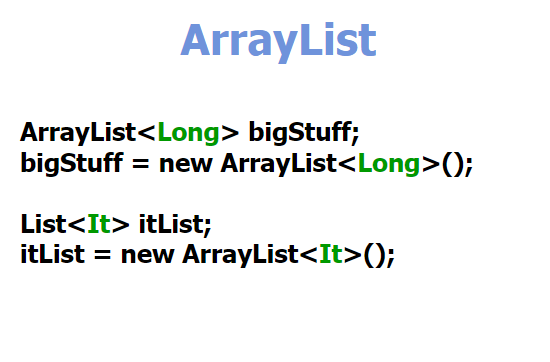 ArrayList
ArrayList<Long> bigStuff;
bigStuff = new ArrayList<Long>();
List<It> itList;
itList = new ArrayList<It>();